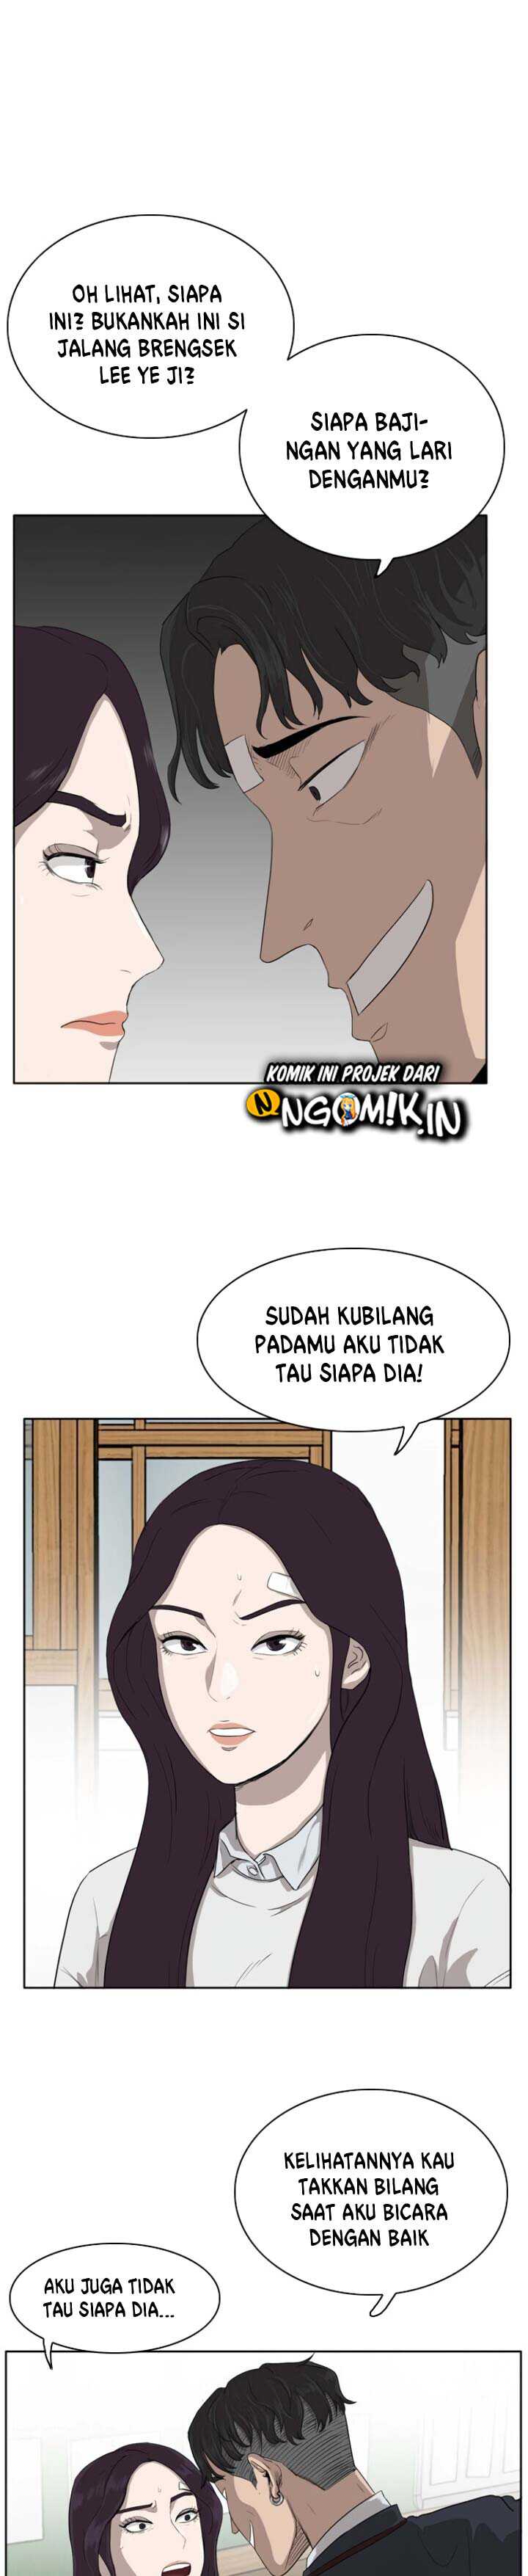 OH LIHAT, SIAPA
INI? BUKANKAH INI SI
JALANG BRENGSEK
LEE YE JI?
SIAPA BAJI-
NGAN YANG LARI
DENGANMU?
KOMIK INI PROJEK DARI
N NGOMIK.IN
SUDAH KUBILANG
PADAMU AKU TIDAK
TAU SIAPA DIA!
KELIHATANNYA KAU
TAKKAN BILANG
SAAT AKU BICARA
DENGAN BAIK
AKU JUGA TIDAK
TAU SIAPA DIA...